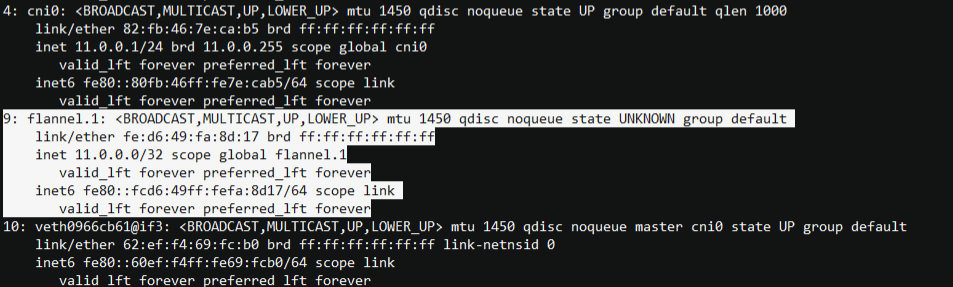 4: cni0: <BROADCAST,MULTICAST,UP,LOWER_UP> mtu 1450 qdisc noqueue state UP group default qlen 1000
link/ether 82:fb:46:7e:ca:b5 brd ff:ff:ff:ff:ff:ff
inet 11.0.0.1/24 brd 11.0.0.255 scope global cni0
valid_lft forever preferred_lft forever
inet6 fe80::80fb:46ff:fe7e:cab5/64 scope link
valid_lft forever preferred_lft forever
9: flannel.1: <BROADCAST,MULTICAST,UP,LOWER_UP> mtu 1450 qdisc noqueue state UNKNOWN group default
link/ether fe:d6:49:fa:8d:17 brd ff:ff:ff:ff:ff:ff
inet 11.0.0.0/32 scope global flannel.1
valid_lft forever preferred_lft forever
inet6 fe80::fcd6:49ff:fefa:8d17/64 scope link
valid_lft forever preferred_lft forever
10: veth0966cb61@if3: <BROADCAST,MULTICAST,UP,LOWER_UP> mtu 1450 qdisc noqueue master cni0 state UP group default
link/ether 62:ef:f4:69:fc:b0 brd ff:ff:ff:ff:ff:ff link-netnsid 0
inet6 fe80::60ef:f4ff:fe69:fcb0/64 scope link
valid_lft forever preferred_lft forever